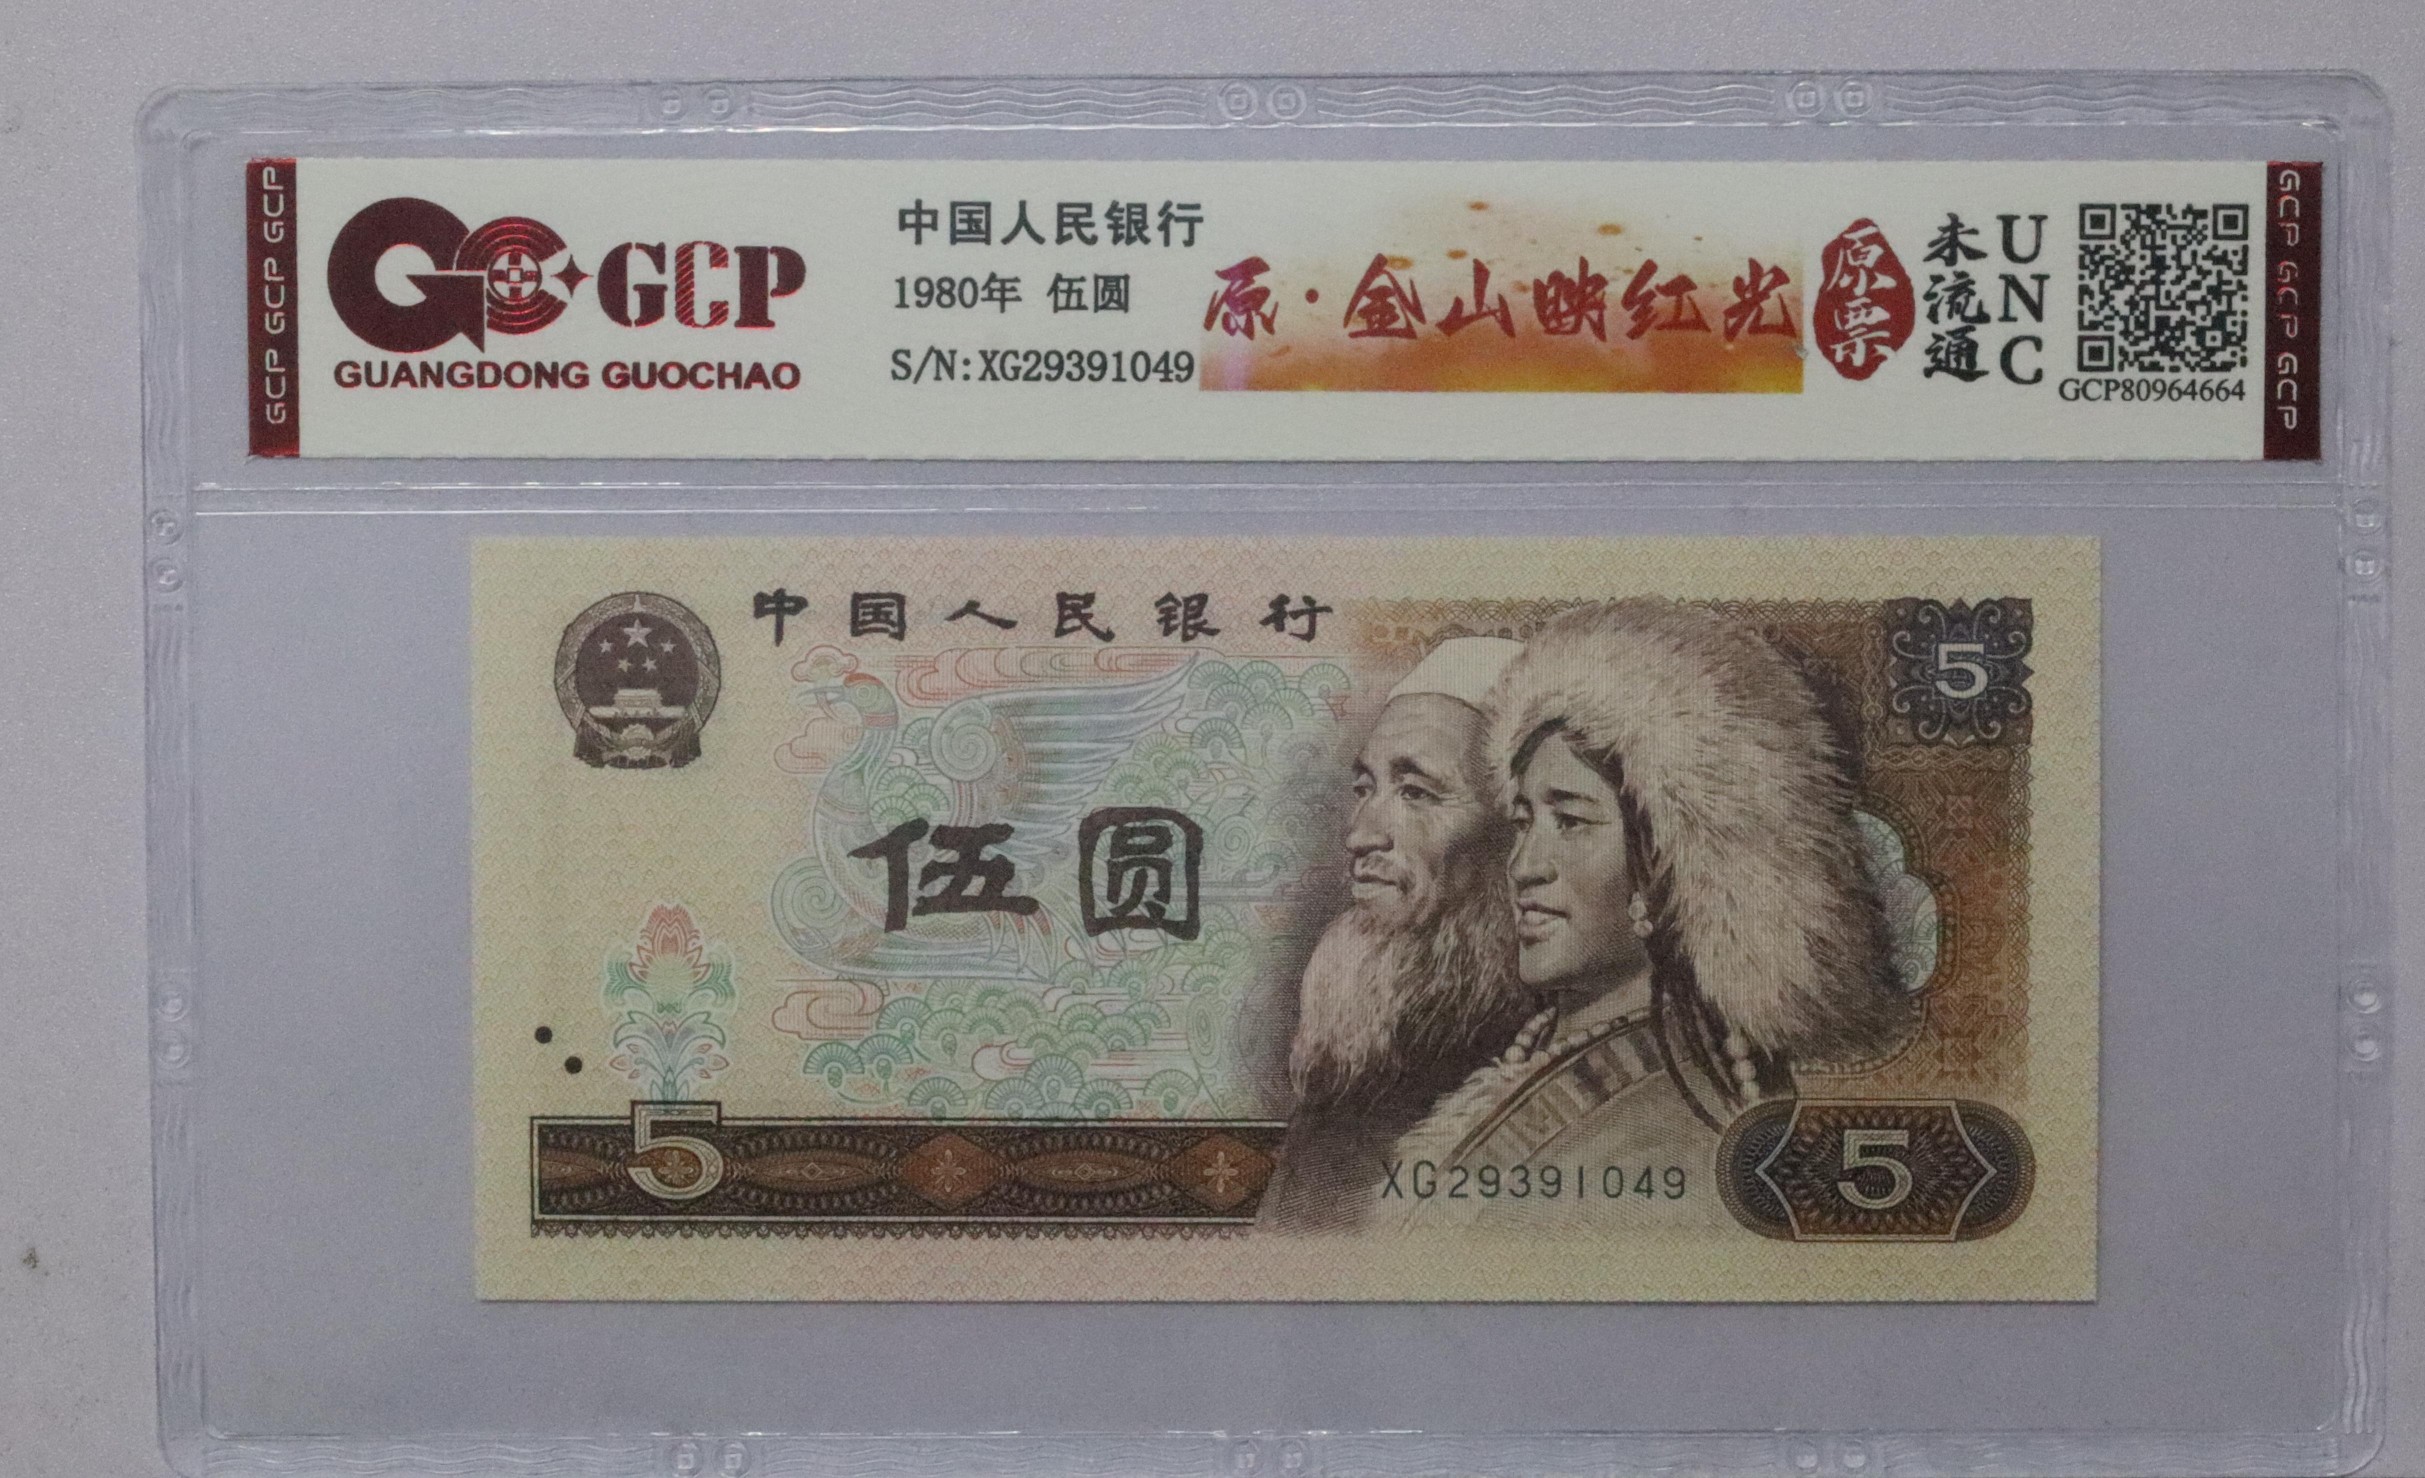 GCP GCP GCP
GCP
GUANGDONG GUOCHAO
中国人民银行
1980年 伍圆
S/N:XG29391049
原·金山映红光
原票
未流通
UNC
GCP80964664
GCP GCP GCP
中国人民银行
5
伍圆
5
XG29391049
5